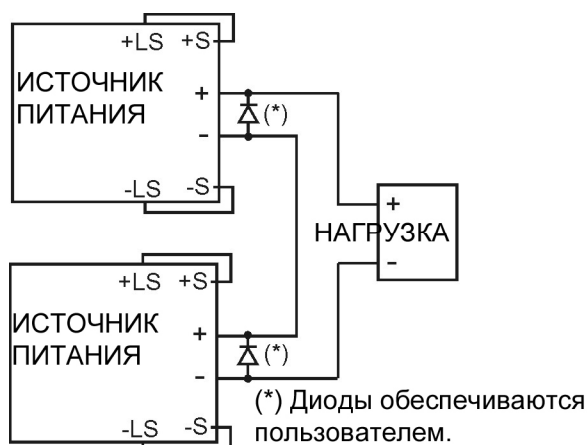 +LS +S
ИСТОЧНИК
ПИТАНИЯ
+
-
(*)
-LS -S
+
НАГРУЗКА
-
+LS +S
ИСТОЧНИК
ПИТАНИЯ
+
-
(*)
-LS -S
(*) Диоды обеспечиваются
пользователем.